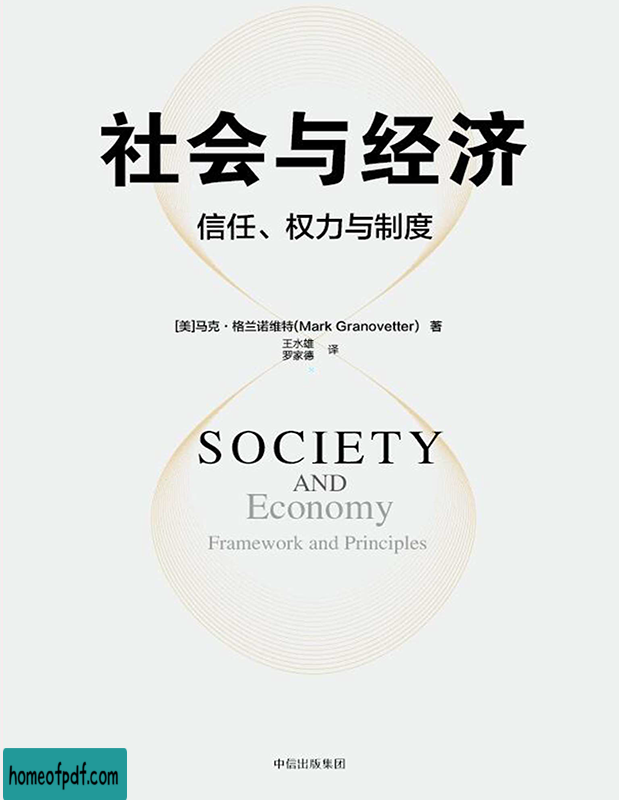 社会与经济
信任、权力与制度
[美]马克·格兰诺维特(Mark Granovetter) 著
王水雄
罗家德 译
SOCIETY
AND
Economy
Framework and Principles
中信出版集团
homeofpdf.com